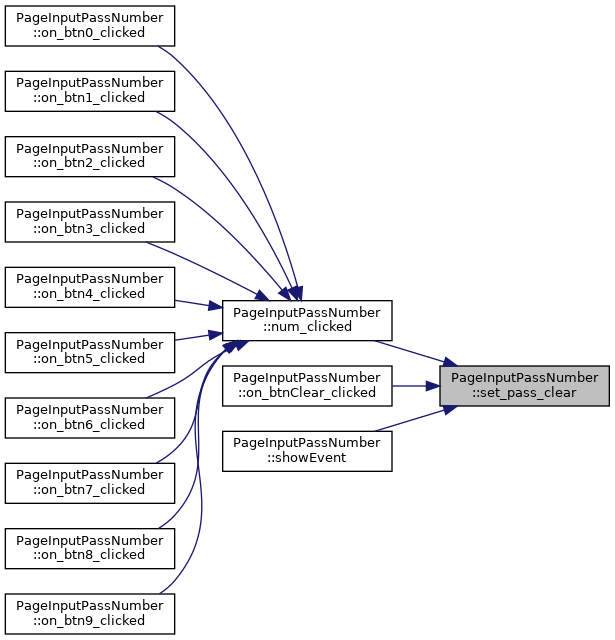 PageInputPassNumber
::on_btn0_clicked
PageInputPassNumber
::on_btn1_clicked
PageInputPassNumber
::on_btn2_clicked
PageInputPassNumber
::on_btn3_clicked
PageInputPassNumber
::on_btn4_clicked
PageInputPassNumber
::on_btn5_clicked
PageInputPassNumber
::on_btn6_clicked
PageInputPassNumber
::on_btn7_clicked
PageInputPassNumber
::on_btn8_clicked
PageInputPassNumber
::on_btn9_clicked
PageInputPassNumber
::num_clicked
PageInputPassNumber
::on_btnClear_clicked
PageInputPassNumber
::showEvent
PageInputPassNumber
::set_pass_clear